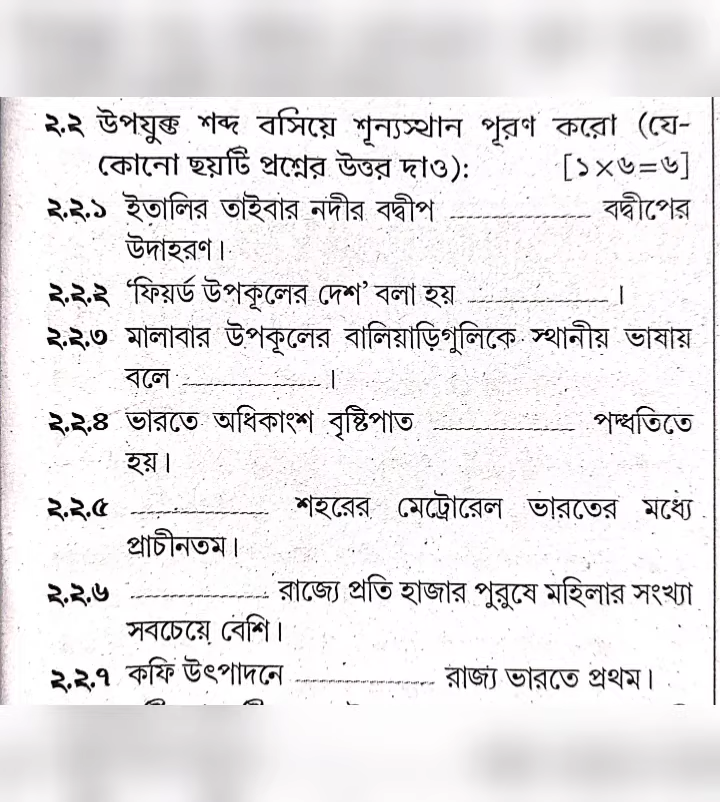 ২.২ উপযুক্ত শব্দ বসিয়ে শূন্যস্থান পূরণ করো (যে-
কোনো ছয়টি প্রশ্নের উত্তর দাও): [১×৬=৬]
২.২.১ ইতালির তাইবার নদীর বদ্বীপ ............... বদ্বীপের
উদাহরণ।
২.২.২ ‘ফিয়র্ড উপকূলের দেশ’ বলা হয় ............... ।
২.২.৩ মালাবার উপকূলের বালিয়াড়িগুলিকে স্থানীয় ভাষায়
বলে ............... ।
২.২.৪ ভারতে অধিকাংশ বৃষ্টিপাত ............... পদ্ধতিতে
হয়।
২.২.৫ ............... শহরের মেট্রোরেল ভারতের মধ্যে
প্রাচীনতম।
২.২.৬ ............... রাজ্যে প্রতি হাজার পুরুষে মহিলার সংখ্যা
সবচেয়ে বেশি।
২.২.৭ কফি উৎপাদনে ............... রাজ্য ভারতে প্রথম।